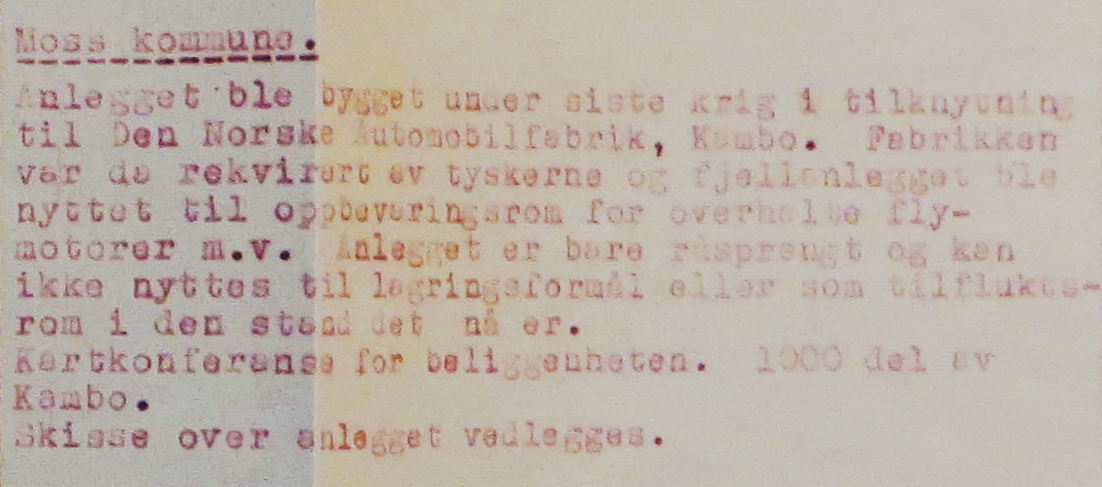 Moss kommune.
Anlegget ble bygget under siste krig i tilknytning
til Den Norske Automobilfabrik, Kambo. Fabrikken
var da rekvirert av tyskerne og fjellanlegget ble
nyttet til oppbevaringsrom for overhalte fly-
motorer m.v. Anlegget er bare råsprengt og kan
ikke nyttes til lagringsformål eller som tilflukts-
rom i den stand det nå er.
Kartkonferanse for beliggenheten. 1000 del av
Kambo.
Skisse over anlegget vedlegges.